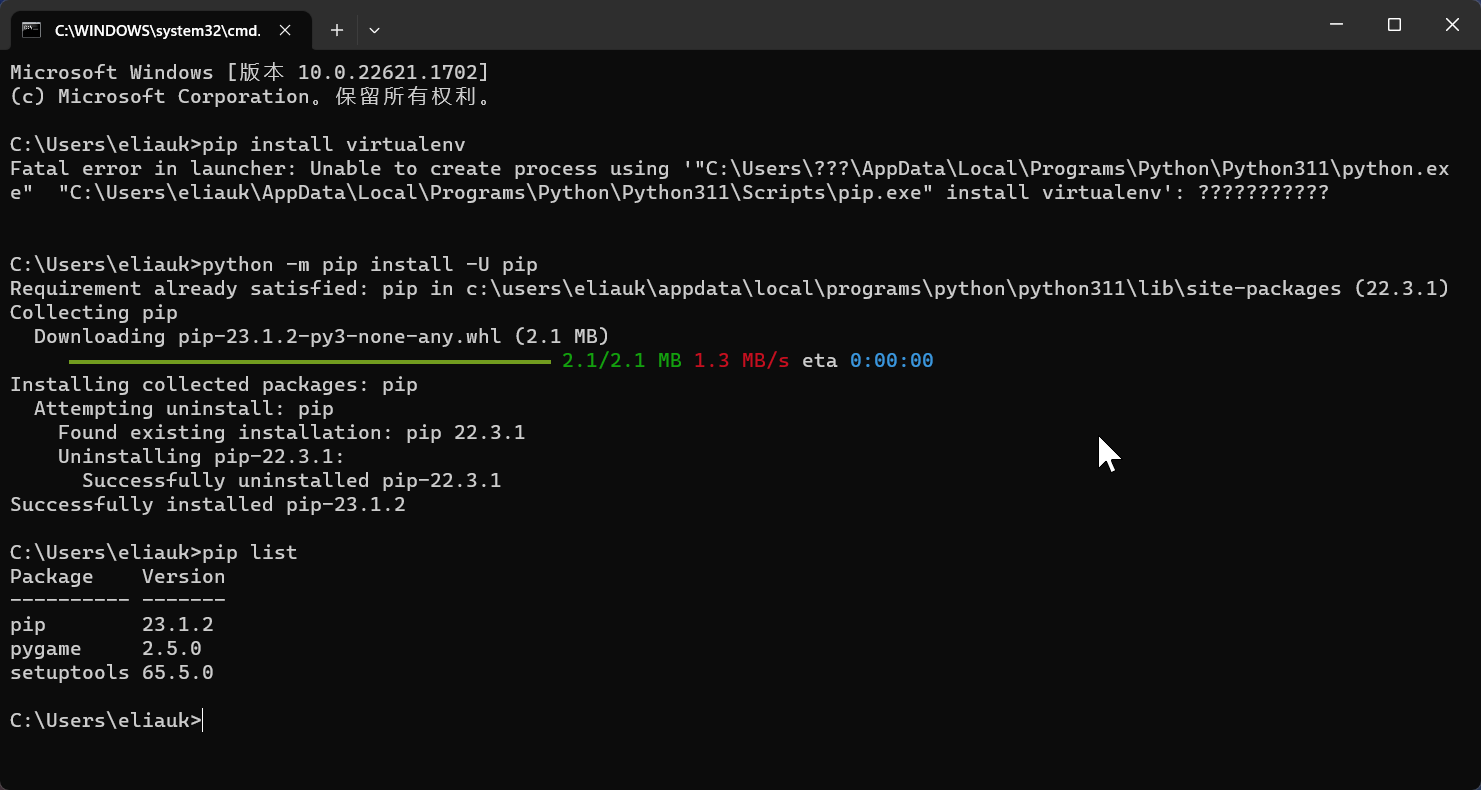 C:\WINDOWS\system32\cmd.
Microsoft Windows [版本 10.0.22621.1702]
(c) Microsoft Corporation。保留所有权利。
C:\Users\eliauk>pip install virtualenv
Fatal error in launcher: Unable to create process using '"C:\Users\???\AppData\Local\Programs\Python\Python311\python.ex
e"  "C:\Users\eliauk\AppData\Local\Programs\Python\Python311\Scripts\pip.exe" install virtualenv': ???????????
C:\Users\eliauk>python -m pip install -U pip
Requirement already satisfied: pip in c:\users\eliauk\appdata\local\programs\python\python311\lib\site-packages (22.3.1)
Collecting pip
  Downloading pip-23.1.2-py3-none-any.whl (2.1 MB)
2.1/2.1 MB 1.3 MB/s eta 0:00:00
Installing collected packages: pip
  Attempting uninstall: pip
    Found existing installation: pip 22.3.1
    Uninstalling pip-22.3.1:
      Successfully uninstalled pip-22.3.1
Successfully installed pip-23.1.2
C:\Users\eliauk>pip list
Package    Version
---------- -------
pip        23.1.2
pygame     2.5.0
setuptools 65.5.0
C:\Users\eliauk>